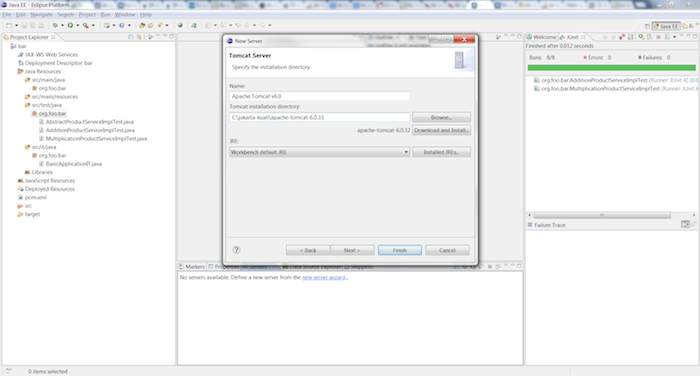 Java EE - Eclipse Platform
File Edit Navigate Search Project Run Window Help
Java EE
Project Explorer
bar
JAX-WS Web Services
Deployment Descriptor: bar
Java Resources
src/main/java
org.foo.bar
src/main/resources
src/test/java
org.foo.bar
AbstractProductServiceImplTest.java
AdditionProductServiceImplTest.java
MultiplicationProductServiceImplTest.java
src/it/java
org.foo.bar
BasicApplicationIT.java
Libraries
JavaScript Resources
Deployed Resources
pom.xml
src
target
New Server
Tomcat Server
Specify the installation directory
Name:
Apache Tomcat v6.0
Tomcat installation directory:
Browse...
apache-tomcat-6.0.32
Download and Install...
JRE:
Workbench default JRE
Installed JREs...
?
< Back
Next >
Finish
Cancel
Welcome
JUnit
Finished after 0.012 seconds
Runs: 8/8
Errors: 0
Failures: 0
org.foo.bar.AdditionProductServiceImplTest [Runner: JUnit 4] (0.0
org.foo.bar.MultiplicationProductServiceImplTest [Runner: JUnit 4]
Failure Trace
Markers
Properties
Servers
Data Source Explorer
Snippets
No servers available. Define a new server from the new server wizard...
0 items selected